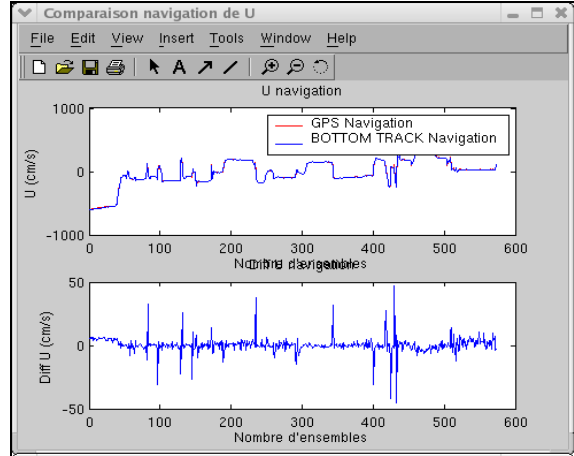 Comparaison navigation de U
File Edit View Insert Tools Window Help
A
U navigation
GPS Navigation
BOTTOM TRACK Navigation
U (cm/s)
1000
0
-1000
0 100 200 300 400 500 600
Nombre d'ensembles
Diff U navigation
Diff U (cm/s)
50
0
-50
0 100 200 300 400 500 600
Nombre d'ensembles